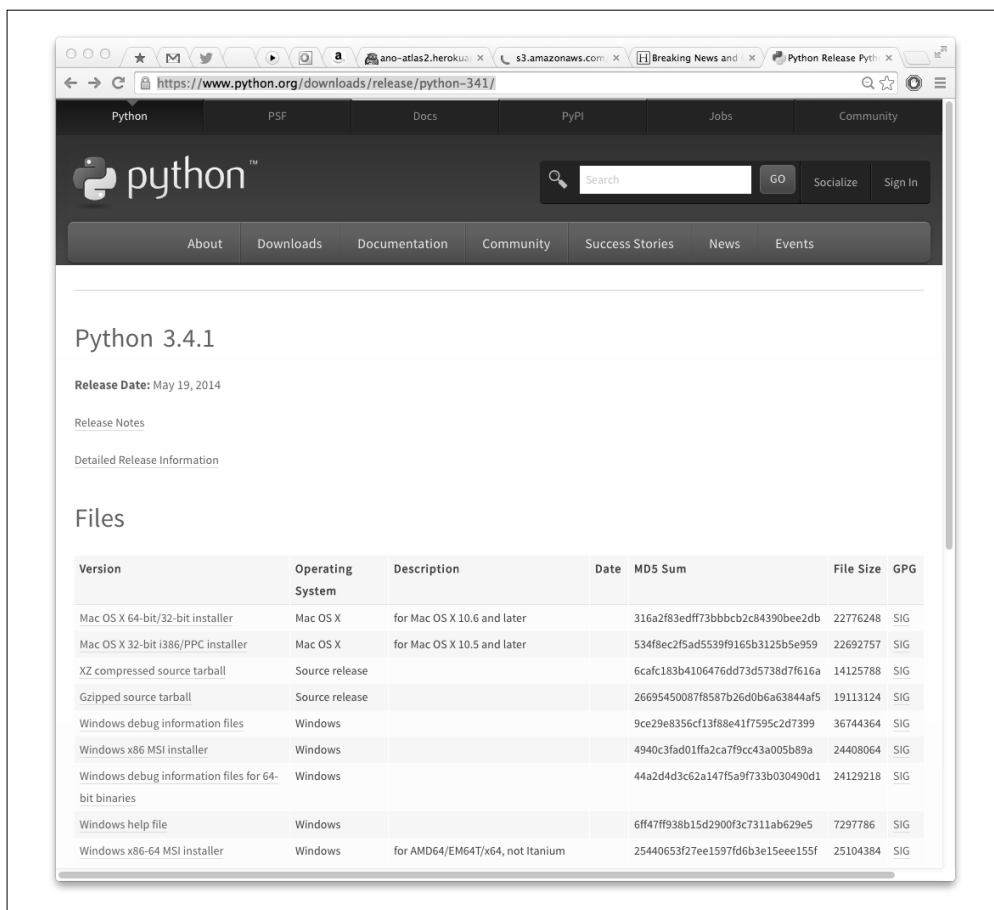 a
ano-atlas2.heroku
s3.amazonaws.com
Breaking News and
Python Release Pyth
https://www.python.org/downloads/release/python-341/
Python PSF Docs PyPI Jobs Community
python™
Search GO Socialize Sign In
About Downloads Documentation Community Success Stories News Events
Python 3.4.1
Release Date: May 19, 2014
Release Notes
Detailed Release Information
Files
Version Operating System Description Date MD5 Sum File Size GPG
Mac OS X 64-bit/32-bit installer Mac OS X for Mac OS X 10.6 and later 316a2f83edff73bbbcb2c84390bee2db 22776248 SIG
Mac OS X 32-bit i386/PPC installer Mac OS X for Mac OS X 10.5 and later 534f8ec2f5ad5539f9165b3125b5e959 22692757 SIG
XZ compressed source tarball Source release 6cafc183b4106476dd73d5738d7f616a 14125788 SIG
Gzipped source tarball Source release 26695450087f8587b26d0b6a63844af5 19113124 SIG
Windows debug information files Windows 9ce29e8356cf13f88e41f7595c2d7399 36744364 SIG
Windows x86 MSI installer Windows 4940c3fad01ffa2ca7f9cc43a005b89a 24408064 SIG
Windows debug information files for 64-bit binaries Windows 44a2d4d3c62a147f5a9f733b030490d1 24129218 SIG
Windows help file Windows 6ff47ff938b15d2900f3c7311ab629e5 7297786 SIG
Windows x86-64 MSI installer Windows for AMD64/EM64T/x64, not Itanium 25440653f27ee1597fd6b3e15eee155f 25104384 SIG